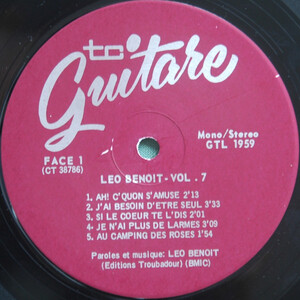 tc
Guitare
FACE 1
(CT 38786)
Mono/Stereo
GTL 1959
LEO BENOIT-VOL. 7
1. AH! C'QUON S'AMUSE 2'13
2. J'AI BESOIN D'ETRE SEUL 3'33
3. SI LE COEUR TE L'DIS 2'01
4- JE N'AI PLUS DE LARMES 3'09
5. AU CAMPING DES ROSES 1'54
Paroles et musique: LEO BENOIT
(Editions Troubadour) (BMIC)